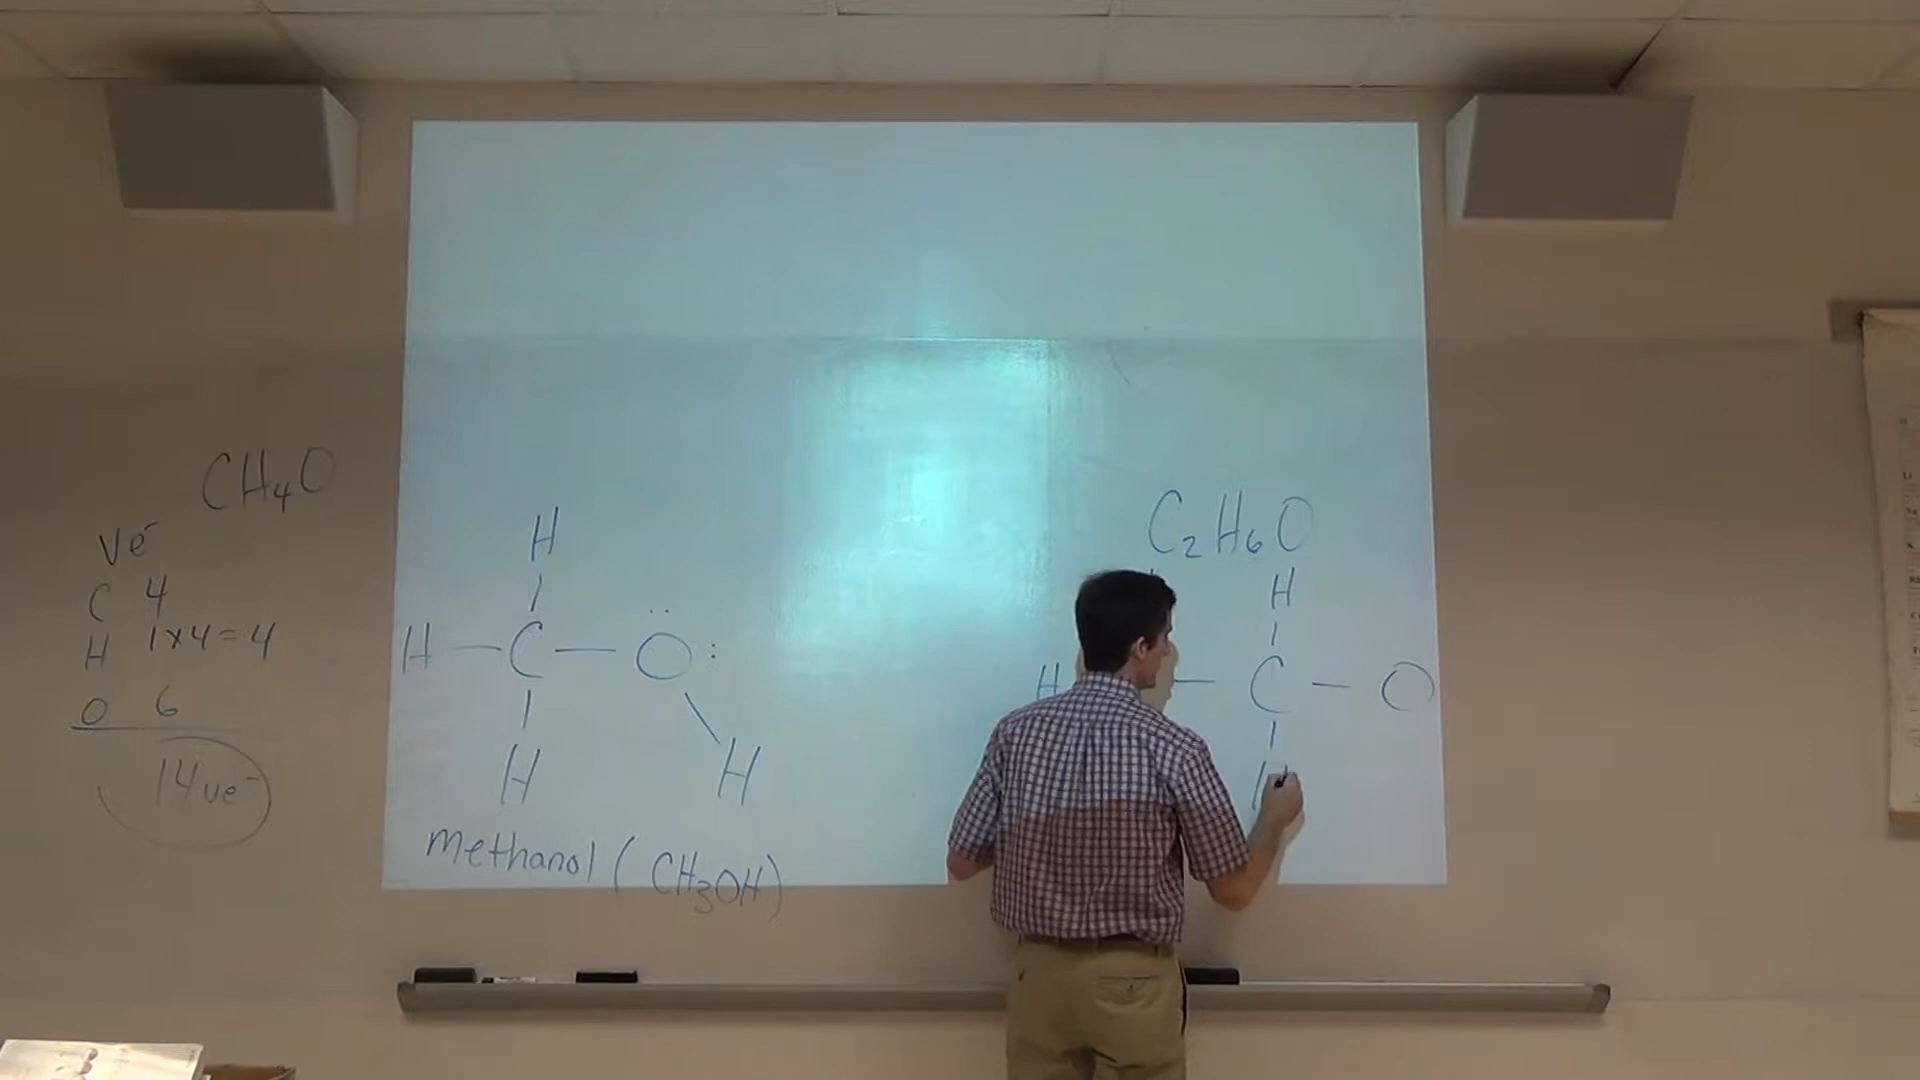 CH₄O
Ve⁻
C 4
H 1x4=4
O 6
14ve⁻
H
H — C — O
H H
methanol (CH₃OH)
C₂H₆O
H
H — C — O